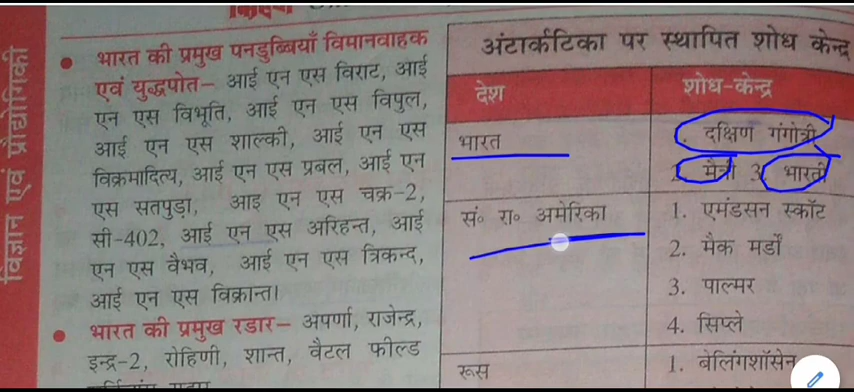 विज्ञान एवं प्रौद्योगिकी
• भारत की प्रमुख पनडुब्बियाँ विमानवाहक
एवं युद्धपोत– आई एन एस विराट, आई
एन एस विभूति, आई एन एस विपुल,
आई एन एस शाल्की, आई एन एस
विक्रमादित्य, आई एन एस प्रबल, आई एन
एस सतपुड़ा, आइ एन एस चक्र-2,
सी-402, आई एन एस अरिहन्त, आई
एन एस वैभव, आई एन एस त्रिकन्द,
आई एन एस विक्रान्त।
• भारत की प्रमुख रडार– अपर्णा, राजेन्द्र,
इन्द्र-2, रोहिणी, शान्त, वैटल फील्ड
अंटार्कटिका पर स्थापित शोध केन्द्र
देश शोध-केन्द्र
भारत . दक्षिण गंगोत्री
2. मैत्री 3. भारती
सं० रा० अमेरिका 1. एमंडसन स्कॉट
2. मैक मर्डों
3. पाल्मर
4. सिप्ले
रूस 1. बेलिंगशॉसेन